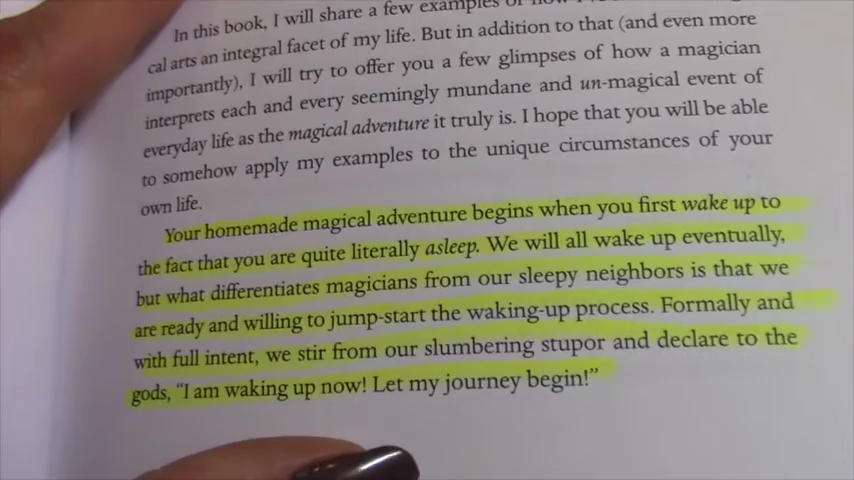 In this book, I will share a few examples of how I
cal arts an integral facet of my life. But in addition to that (and even more
importantly), I will try to offer you a few glimpses of how a magician
interprets each and every seemingly mundane and un-magical event of
everyday life as the magical adventure it truly is. I hope that you will be able
to somehow apply my examples to the unique circumstances of your
own life.
Your homemade magical adventure begins when you first wake up to
the fact that you are quite literally asleep. We will all wake up eventually,
but what differentiates magicians from our sleepy neighbors is that we
are ready and willing to jump-start the waking-up process. Formally and
with full intent, we stir from our slumbering stupor and declare to the
gods, “I am waking up now! Let my journey begin!”